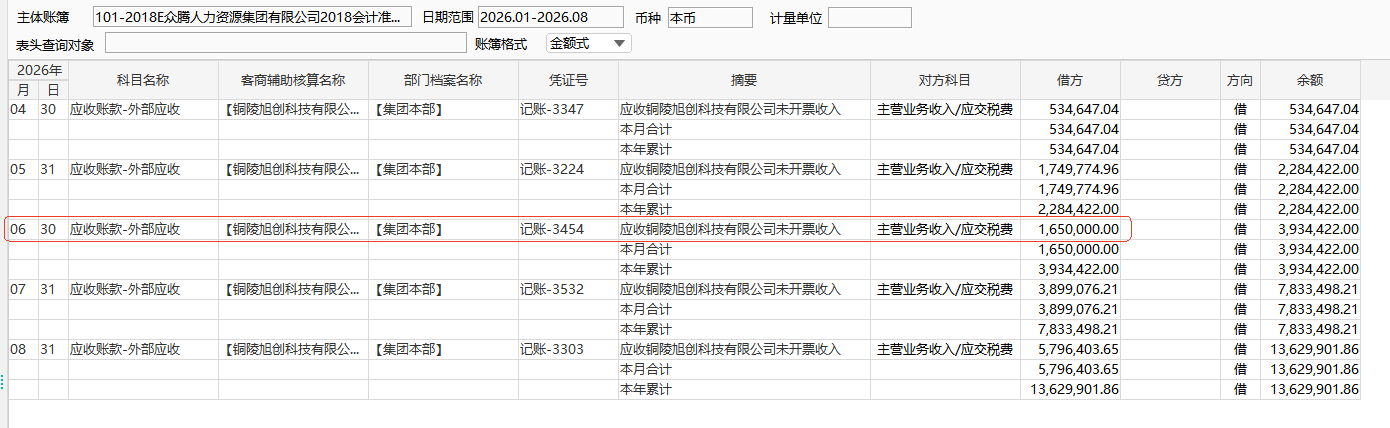 主体账簿 101-2018E众腾人力资源集团有限公司2018会计准... 日期范围 2026.01-2026.08 币种 本币 计量单位
表头查询对象 账簿格式 金额式
2026年 科目名称 客商辅助核算名称 部门档案名称 凭证号 摘要 对方科目 借方 贷方 方向 余额
月 日
04 30 应收账款-外部应收 【铜陵旭创科技有限公... 【集团本部】 记账-3347 应收铜陵旭创科技有限公司未开票收入 主营业务收入/应交税费 534,647.04 借 534,647.04
本月合计 534,647.04 借 534,647.04
本年累计 534,647.04 借 534,647.04
05 31 应收账款-外部应收 【铜陵旭创科技有限公... 【集团本部】 记账-3224 应收铜陵旭创科技有限公司未开票收入 主营业务收入/应交税费 1,749,774.96 借 2,284,422.00
本月合计 1,749,774.96 借 2,284,422.00
本年累计 2,284,422.00 借 2,284,422.00
06 30 应收账款-外部应收 【铜陵旭创科技有限公... 【集团本部】 记账-3454 应收铜陵旭创科技有限公司未开票收入 主营业务收入/应交税费 1,650,000.00 借 3,934,422.00
本月合计 1,650,000.00 借 3,934,422.00
本年累计 3,934,422.00 借 3,934,422.00
07 31 应收账款-外部应收 【铜陵旭创科技有限公... 【集团本部】 记账-3532 应收铜陵旭创科技有限公司未开票收入 主营业务收入/应交税费 3,899,076.21 借 7,833,498.21
本月合计 3,899,076.21 借 7,833,498.21
本年累计 7,833,498.21 借 7,833,498.21
08 31 应收账款-外部应收 【铜陵旭创科技有限公... 【集团本部】 记账-3303 应收铜陵旭创科技有限公司未开票收入 主营业务收入/应交税费 5,796,403.65 借 13,629,901.86
本月合计 5,796,403.65 借 13,629,901.86
本年累计 13,629,901.86 借 13,629,901.86